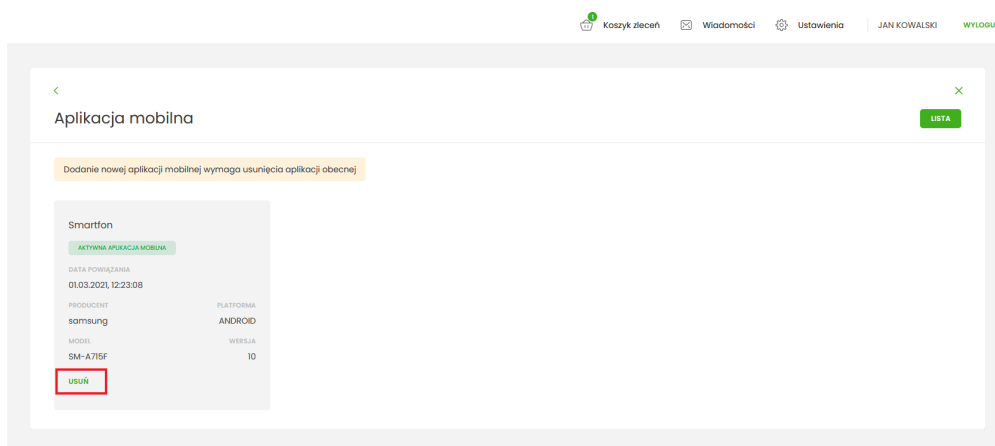 1
Koszyk zleceń Wiadomości Ustawienia JAN KOWALSKI WYLOGU
Aplikacja mobilna
LISTA
Dodanie nowej aplikacji mobilnej wymaga usunięcia aplikacji obecnej
Smartfon
AKTYWNA APLIKACJA MOBILNA
DATA POWIĄZANIA
01.03.2021, 12:23:08
PRODUCENT PLATFORMA
samsung ANDROID
MODEL WERSJA
SM-A715F 10
USUŃ